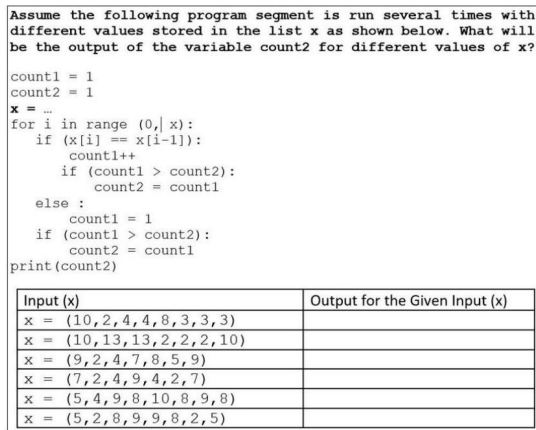 Assume the following program segment is run several times with
different values stored in the list x as shown below. What will
be the output of the variable count2 for different values of x?
count1 = 1
count2 = 1
x = …
for i in range (0,| x):
if (x[i] == x[i-1]):
count1++
if (count1 > count2):
count2 = count1
else :
count1 = 1
if (count1 > count2):
count2 = count1
print(count2)
Input (x) Output for the Given Input (x)
x = (10,2,4,4,8,3,3,3)
x = (10,13,13,2,2,2,10)
x = (9,2,4,7,8,5,9)
x = (7,2,4,9,4,2,7)
x = (5,4,9,8,10,8,9,8)
x = (5,2,8,9,9,8,2,5)